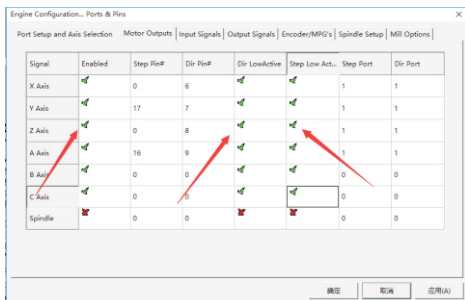 Engine Configuration... Ports & Pins
Port Setup and Axis Selection Motor Outputs Input Signals Output Signals Encoder/MPG's Spindle Setup Mill Options
Signal Enabled Step Pin# Dir Pin# Dir LowActive Step Low Act... Step Port Dir Port
X Axis 0 6 1 1
Y Axis 17 7 1 1
Z Axis 0 8 1 1
A Axis 16 9 1 1
B Axis 0 0 0 0
C Axis 0 0 0 0
Spindle 0 0 0 0
确定 取消 应用(A)